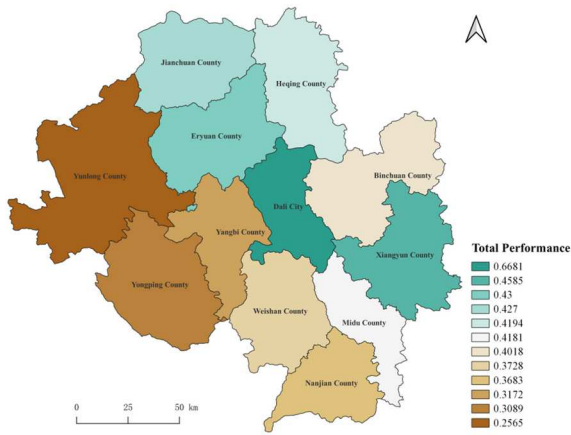 Jianchuan County
Heqing County
Eryuan County
Yunlong County
Binchuan County
Dali City
Yangbi County
Xiangyun County
Yongping County
Weishan County
Midu County
Nanjian County
Total Performance
0.6681
0.4585
0.43
0.427
0.4194
0.4181
0.4018
0.3728
0.3683
0.3172
0.3089
0.2565
0 25 50 km